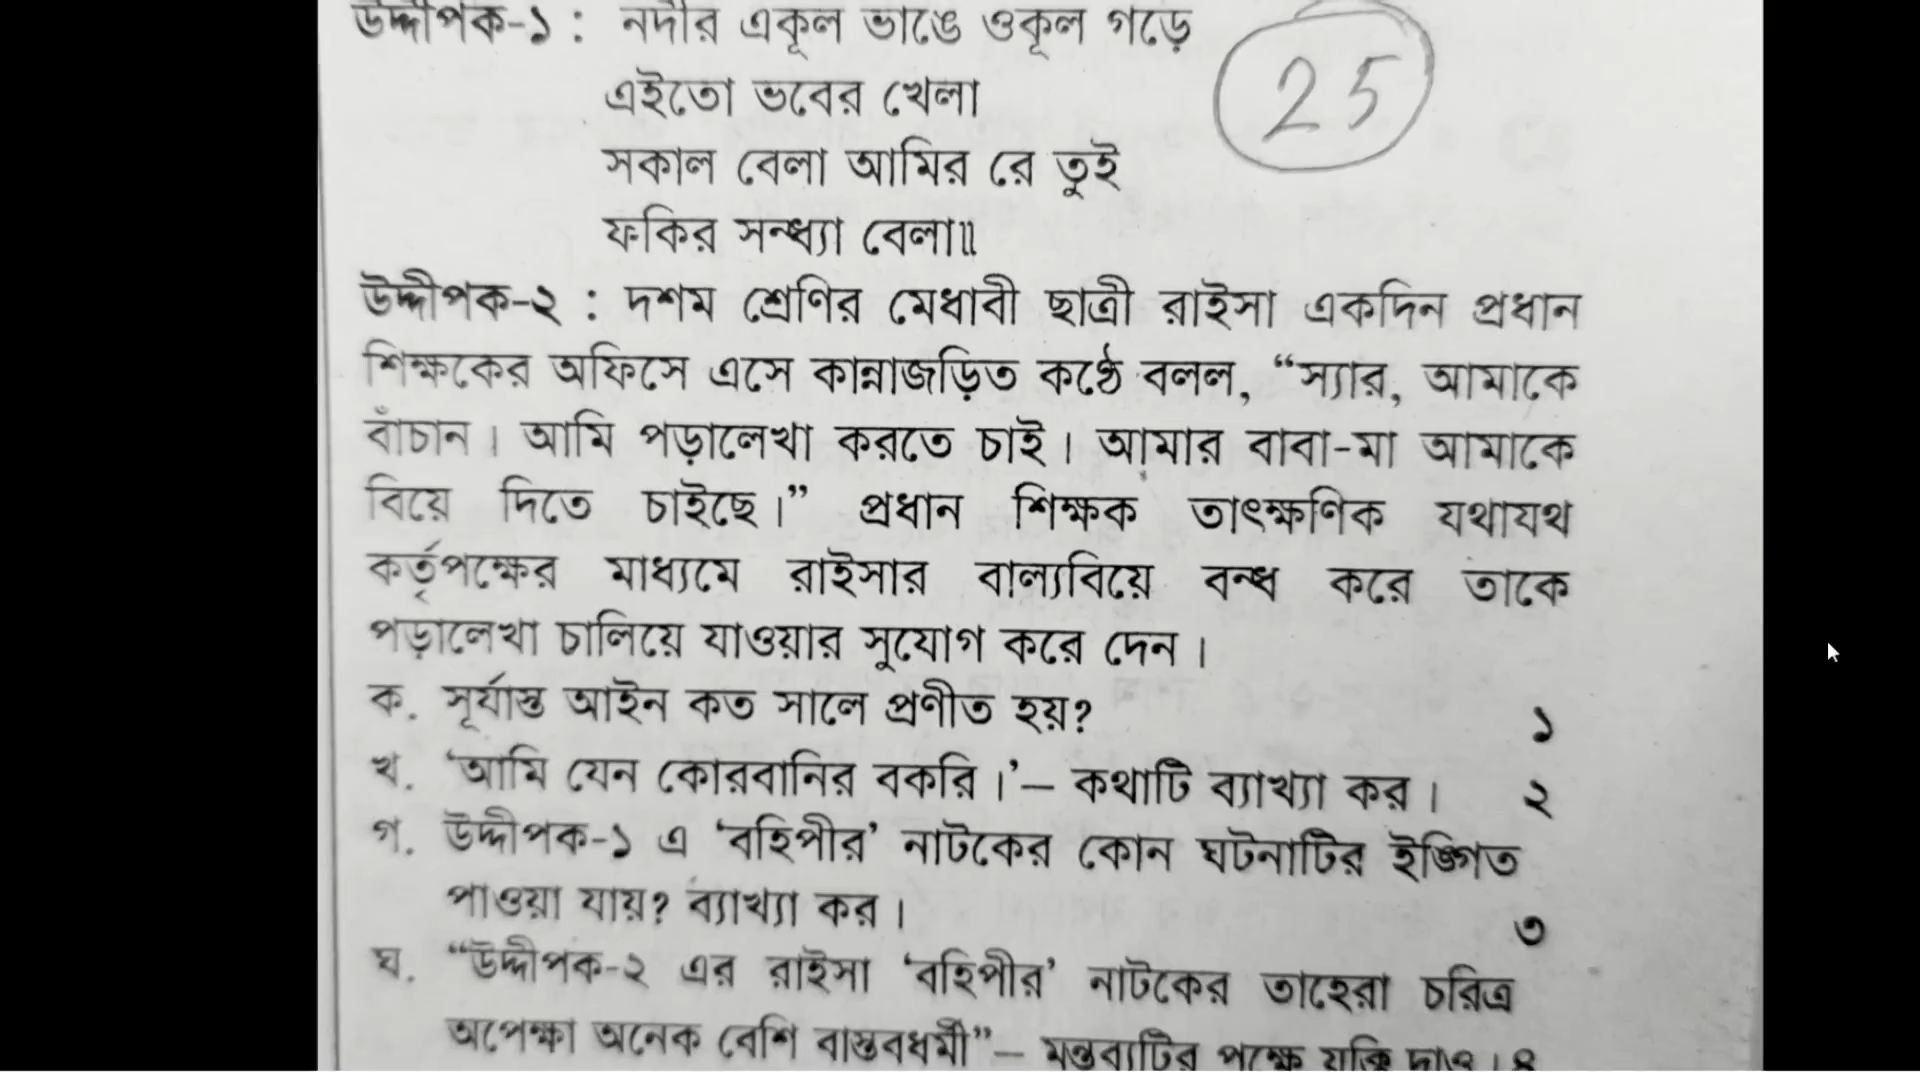 উদ্দীপক-১ : নদীর একূল ভাঙে ওকূল গড়ে
25
এইতো ভবের খেলা
সকাল বেলা আমির রে তুই
ফকির সন্ধ্যা বেলা॥
উদ্দীপক-২ : দশম শ্রেণির মেধাবী ছাত্রী রাইসা একদিন প্রধান
শিক্ষকের অফিসে এসে কান্নাজড়িত কণ্ঠে বলল, “স্যার, আমাকে
বাঁচান। আমি পড়ালেখা করতে চাই। আমার বাবা-মা আমাকে
বিয়ে দিতে চাইছে।” প্রধান শিক্ষক তাৎক্ষণিক যথাযথ
কর্তৃপক্ষের মাধ্যমে রাইসার বাল্যবিয়ে বন্ধ করে তাকে
পড়ালেখা চালিয়ে যাওয়ার সুযোগ করে দেন।
ক. সূর্যাস্ত আইন কত সালে প্রণীত হয়? ১
খ. ‘আমি যেন কোরবানির বকরি।’– কথাটি ব্যাখ্যা কর। ২
গ. উদ্দীপক-১ এ ‘বহিপীর’ নাটকের কোন ঘটনাটির ইঙ্গিত
পাওয়া যায়? ব্যাখ্যা কর। ৩
ঘ. “উদ্দীপক-২ এর রাইসা ‘বহিপীর’ নাটকের তাহেরা চরিত্র
অপেক্ষা অনেক বেশি বাস্তবধর্মী”– মন্তব্যটির পক্ষে যুক্তি দাও। ৪